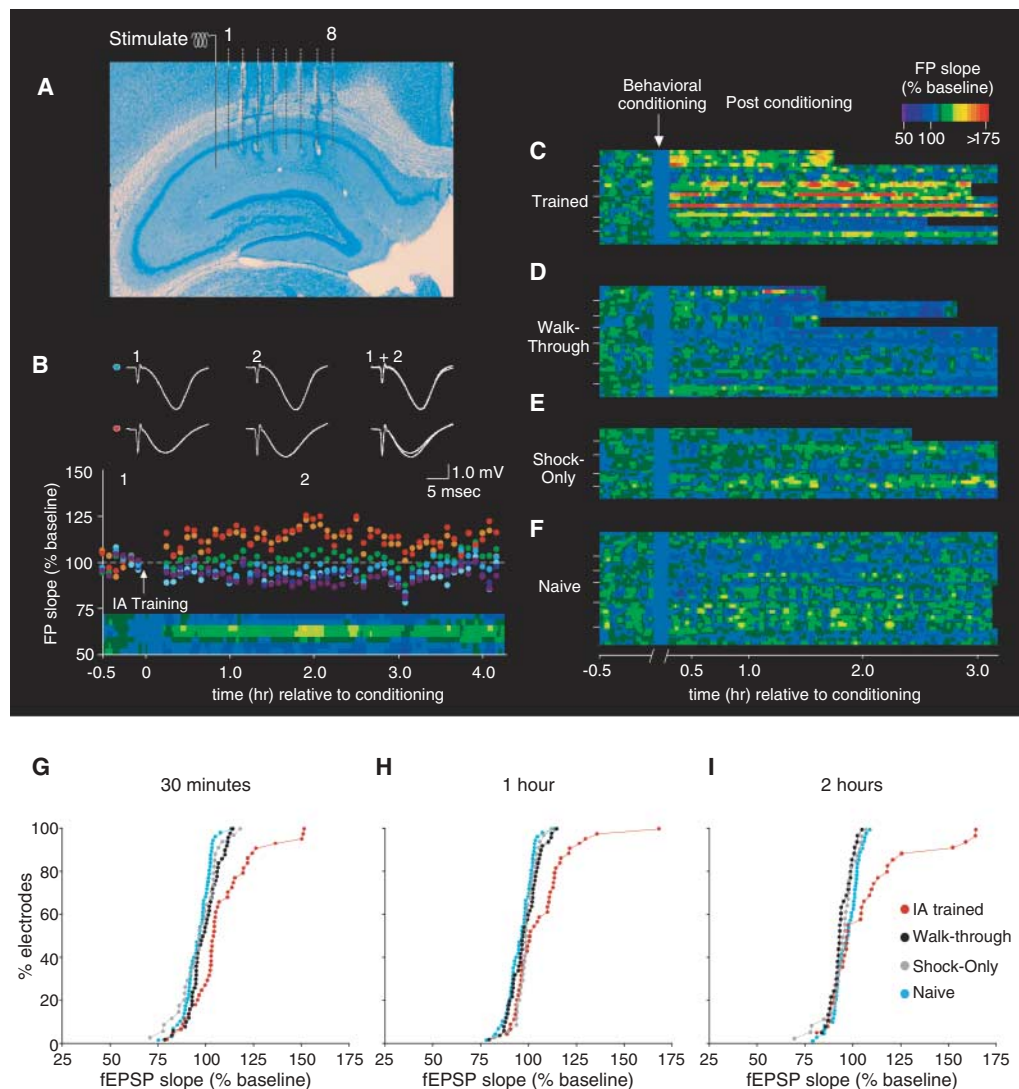 Stimulate 1 8
A
B
1 2 1 + 2
1.0 mV
5 msec
1 2
150
125
100
75
50
FP slope (% baseline)
IA Training
-0.5 0 1.0 2.0 3.0 4.0
time (hr) relative to conditioning
Behavioral conditioning
Post conditioning
FP slope
(% baseline)
50 100 >175
C
Trained
D
Walk-
Through
E
Shock-
Only
F
Naive
-0.5 0.5 1.0 2.0 3.0
time (hr) relative to conditioning
G
30 minutes
H
1 hour
I
2 hours
% electrodes
100
80
60
40
20
0
25 50 75 100 125 150 175
fEPSP slope (% baseline)
25 50 75 100 125 150 175
fEPSP slope (% baseline)
25 50 75 100 125 150 175
fEPSP slope (% baseline)
IA trained
Walk-through
Shock-Only
Naive